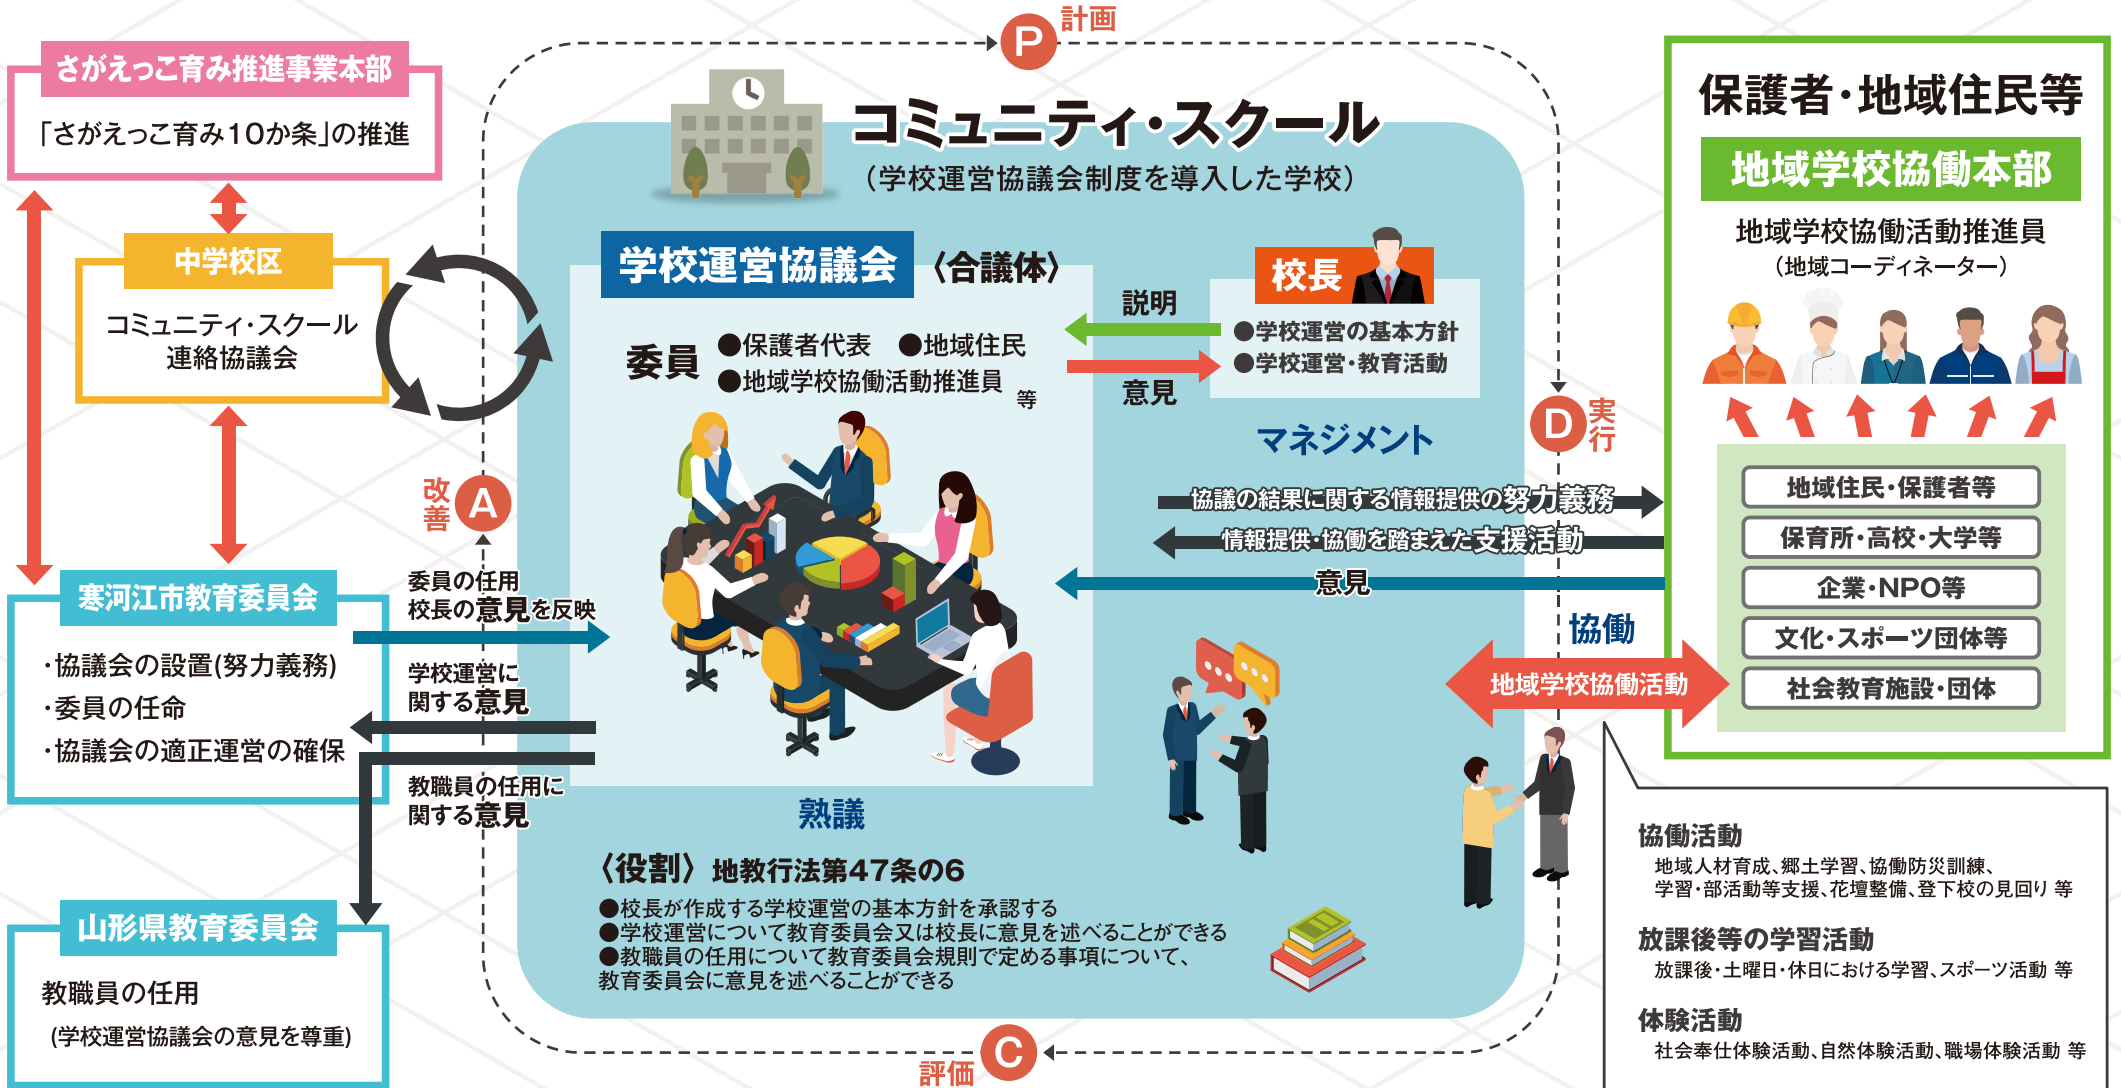 P
計画
さがえっこ育み推進事業本部
「さがえっこ育み10か条」の推進
中学校区
コミュニティ・スクール
連絡協議会
寒河江市教育委員会
・協議会の設置(努力義務)
・委員の任命
・協議会の適正運営の確保
山形県教育委員会
教職員の任用
(学校運営協議会の意見を尊重)
改善
A
委員の任用
校長の意見を反映
学校運営に
関する意見
教職員の任用に
関する意見
コミュニティ・スクール
（学校運営協議会制度を導入した学校）
学校運営協議会
〈合議体〉
委員
●保護者代表 ●地域住民
●地域学校協働活動推進員
等
説明
意見
校長
●学校運営の基本方針
●学校運営・教育活動
マネジメント
熟議
〈役割〉地教行法第47条の6
●校長が作成する学校運営の基本方針を承認する
●学校運営について教育委員会又は校長に意見を述べることができる
●教職員の任用について教育委員会規則で定める事項について、
教育委員会に意見を述べることができる
D
実行
協議の結果に関する情報提供の努力義務
情報提供・協働を踏まえた支援活動
意見
協働
地域学校協働活動
C
評価
保護者・地域住民等
地域学校協働本部
地域学校協働活動推進員
（地域コーディネーター）
地域住民・保護者等
保育所・高校・大学等
企業・NPO等
文化・スポーツ団体等
社会教育施設・団体
協働活動
地域人材育成、郷土学習、協働防災訓練、
学習・部活動等支援、花壇整備、登下校の見回り 等
放課後等の学習活動
放課後・土曜日・休日における学習、スポーツ活動 等
体験活動
社会奉仕体験活動、自然体験活動、職場体験活動 等